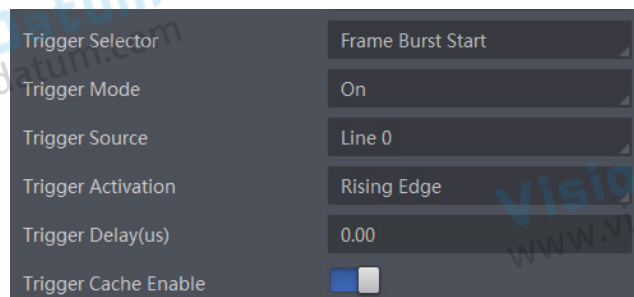 Trigger Selector Frame Burst Start
Trigger Mode On
Trigger Source Line 0
Trigger Activation Rising Edge
Trigger Delay(us) 0.00
Trigger Cache Enable